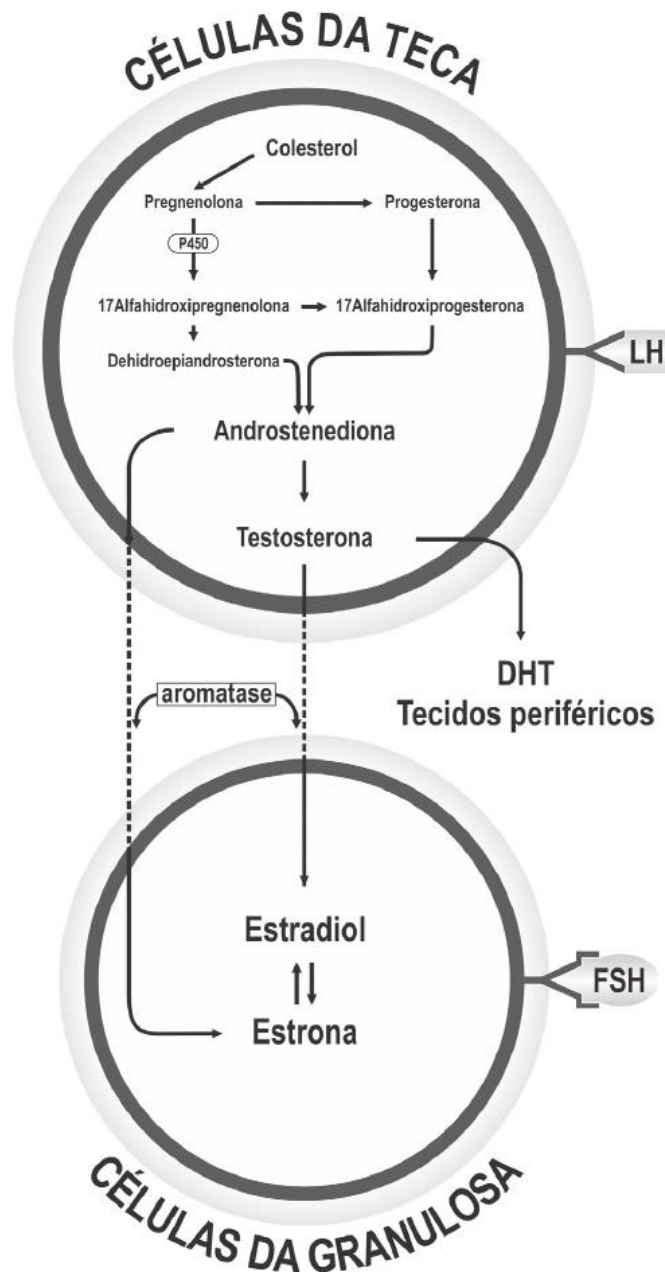 CÉLULAS DA TECA
Colesterol
Pregnenolona
Progesterona
P450
17Alfahidroxipregnenolona
17Alfahidroxiprogesterona
LH
Dehidroepiandrosterona
Androstenediona
Testosterona
DHT
Tecidos periféricos
aromatase
Estradiol
FSH
Estrona
CÉLULAS DA GRANULOSA